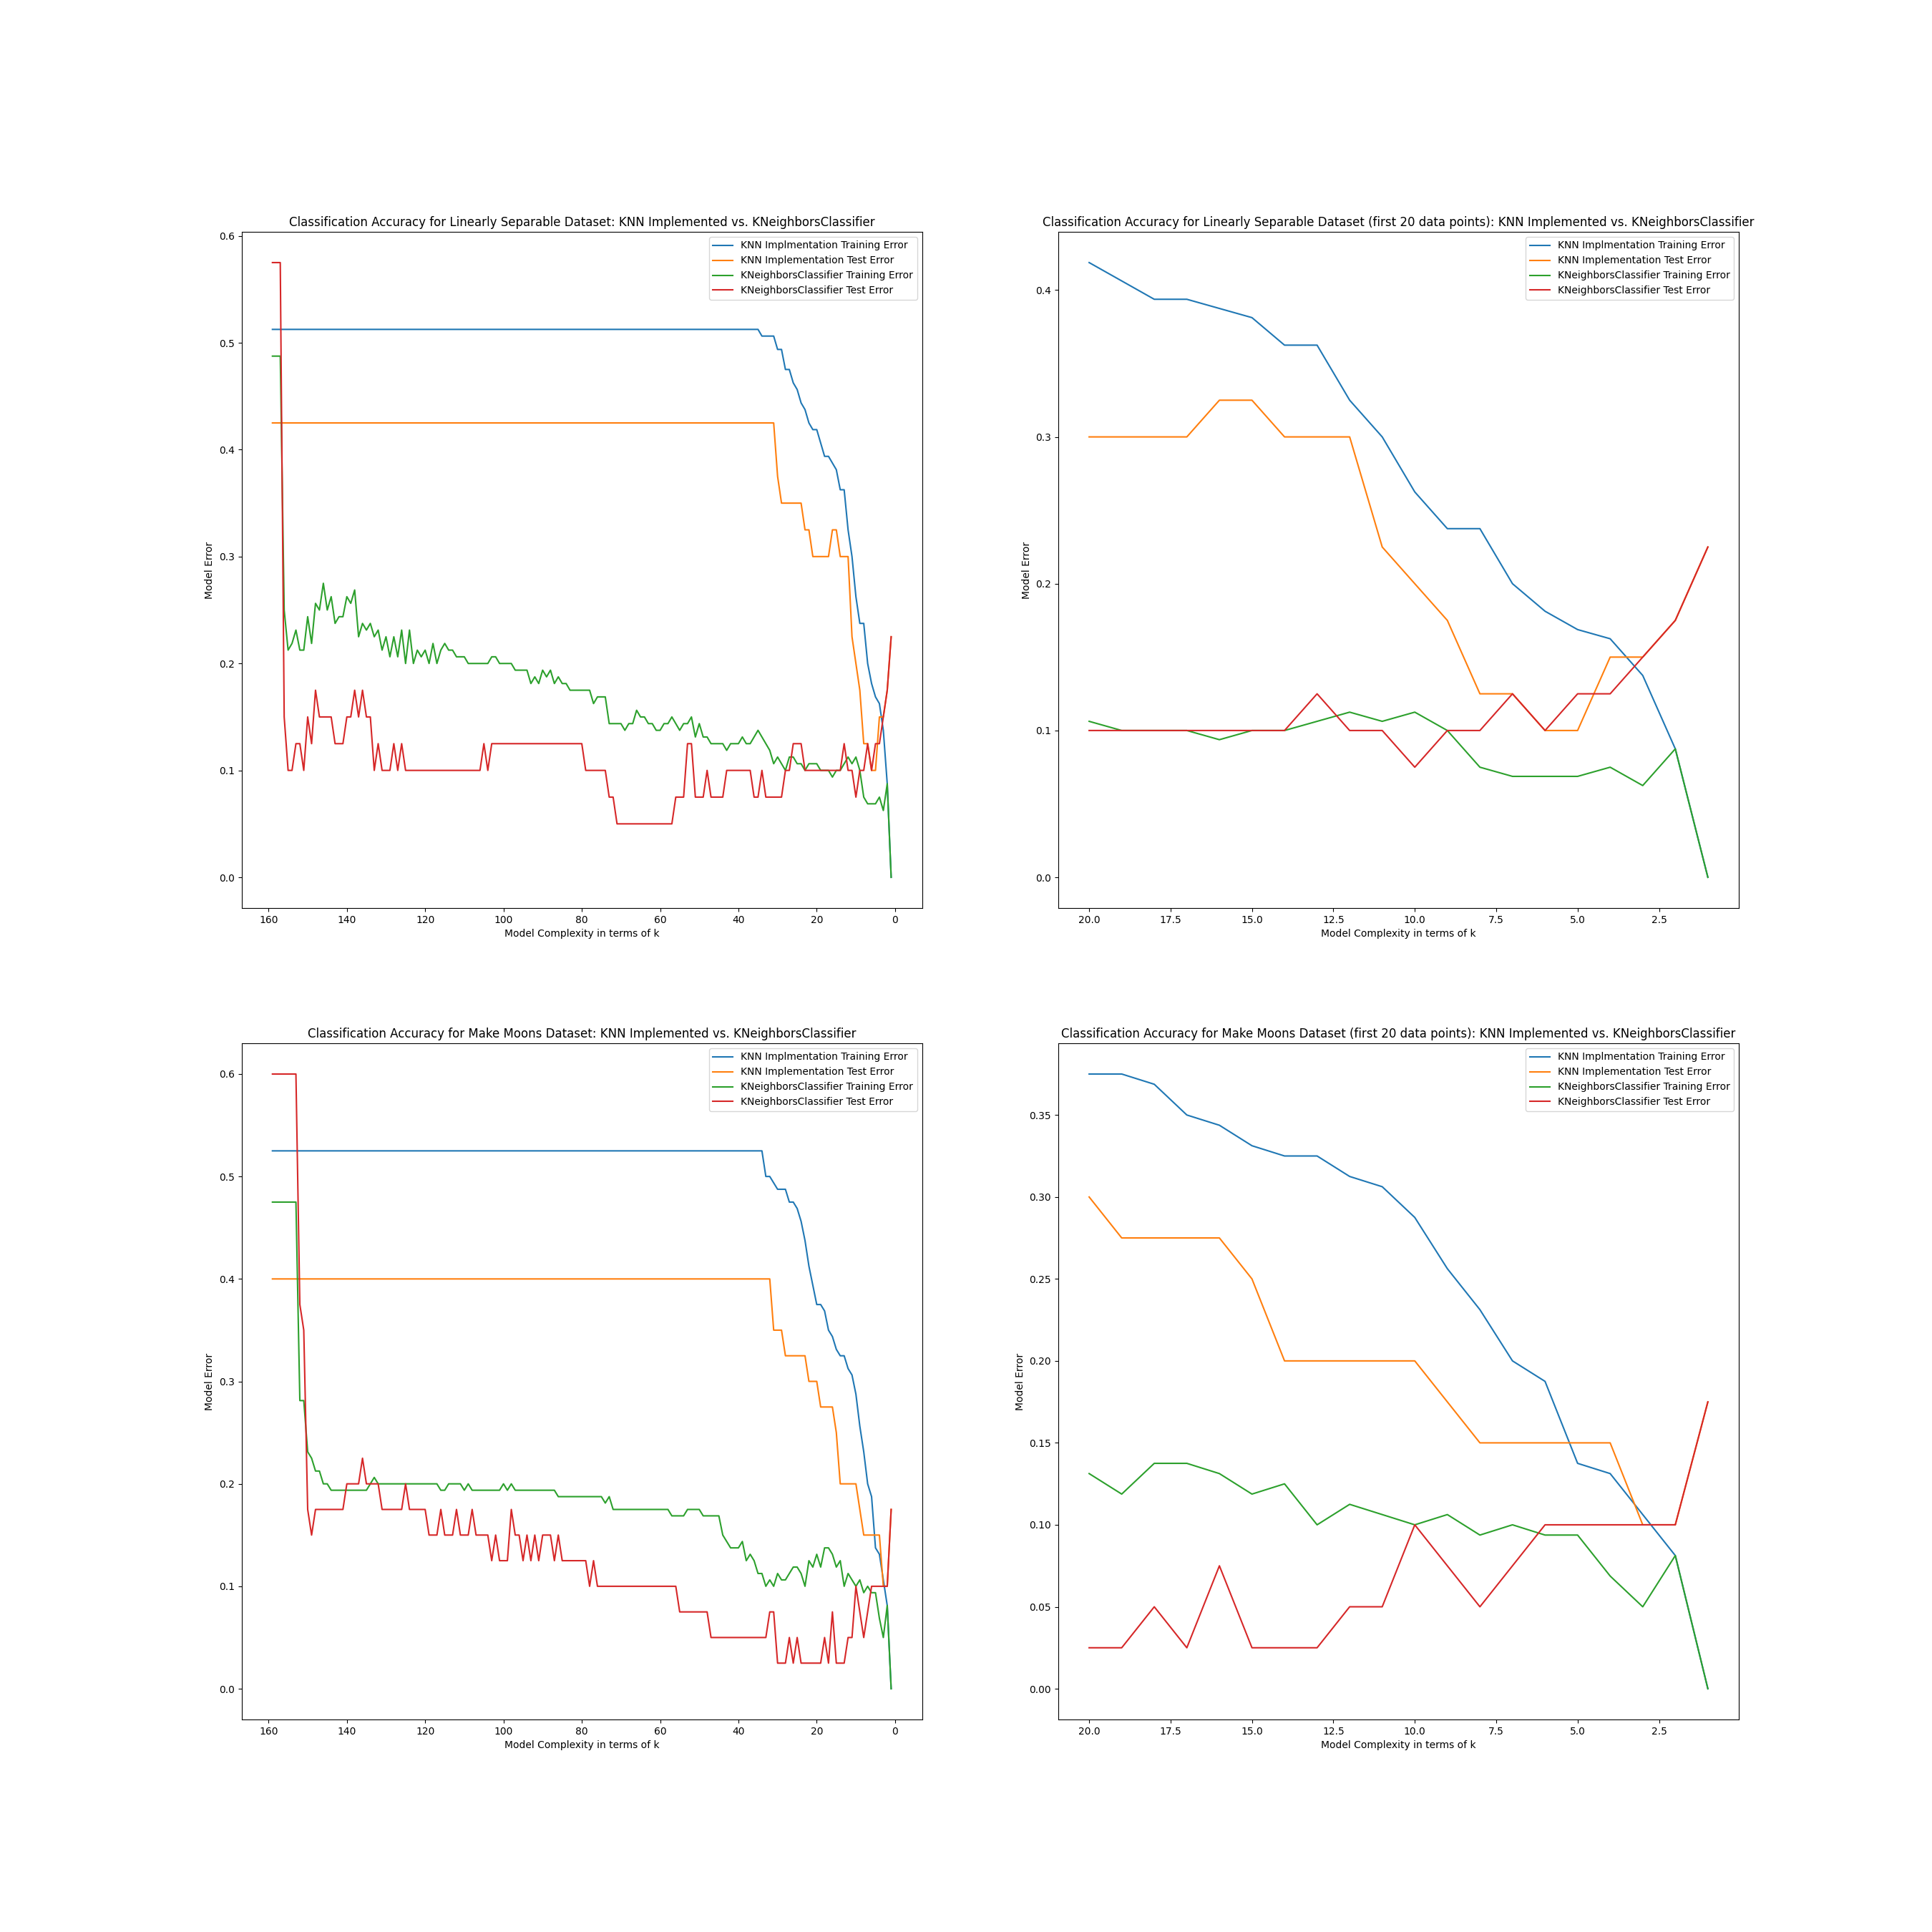 Classification Accuracy for Linearly Separable Dataset: KNN Implemented vs. KNeighborsClassifier
KNN Implmentation Training Error
KNN Implementation Test Error
KNeighborsClassifier Training Error
KNeighborsClassifier Test Error
0.6
0.5
0.4
0.3
0.2
0.1
0.0
Model Error
160 140 120 100 80 60 40 20 0
Model Complexity in terms of k
Classification Accuracy for Linearly Separable Dataset (first 20 data points): KNN Implemented vs. KNeighborsClassifier
KNN Implmentation Training Error
KNN Implementation Test Error
KNeighborsClassifier Training Error
KNeighborsClassifier Test Error
0.4
0.3
0.2
0.1
0.0
Model Error
20.0 17.5 15.0 12.5 10.0 7.5 5.0 2.5
Model Complexity in terms of k
Classification Accuracy for Make Moons Dataset: KNN Implemented vs. KNeighborsClassifier
KNN Implmentation Training Error
KNN Implementation Test Error
KNeighborsClassifier Training Error
KNeighborsClassifier Test Error
0.6
0.5
0.4
0.3
0.2
0.1
0.0
Model Error
160 140 120 100 80 60 40 20 0
Model Complexity in terms of k
Classification Accuracy for Make Moons Dataset (first 20 data points): KNN Implemented vs. KNeighborsClassifier
KNN Implmentation Training Error
KNN Implementation Test Error
KNeighborsClassifier Training Error
KNeighborsClassifier Test Error
0.35
0.30
0.25
0.20
0.15
0.10
0.05
0.00
Model Error
20.0 17.5 15.0 12.5 10.0 7.5 5.0 2.5
Model Complexity in terms of k